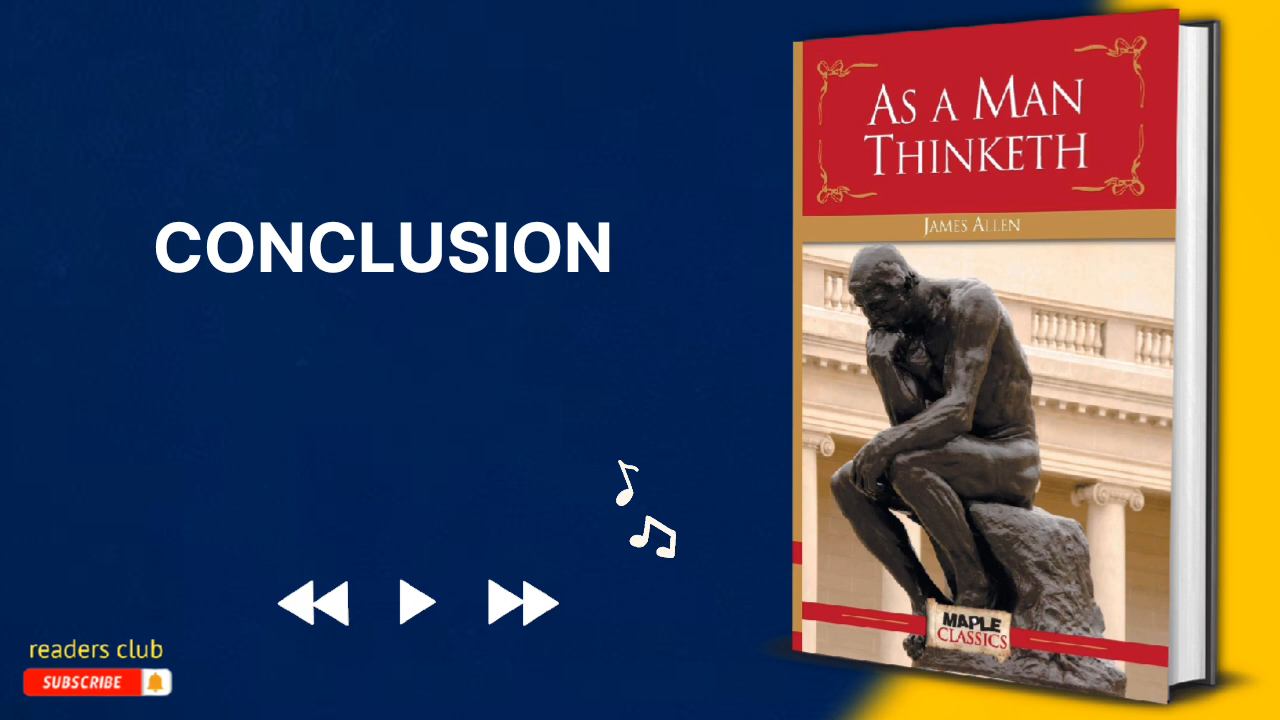 CONCLUSION
readers club
SUBSCRIBE
AS A MAN
THINKETH
JAMES ALLEN
MAPLE
CLASSICS